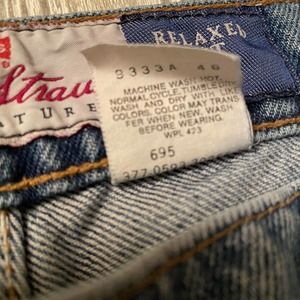 RELAXED
Strau
TURE
S333A 46
MACHINE WASH HOT,
NORMAL CYCLE, TUMBLE DRY.
WASH AND DRY WITH LIKE
COLORS. COLOR MAY TRANS
FER WHEN NEW. WASH
BEFORE WEARING.
WPL 423
695